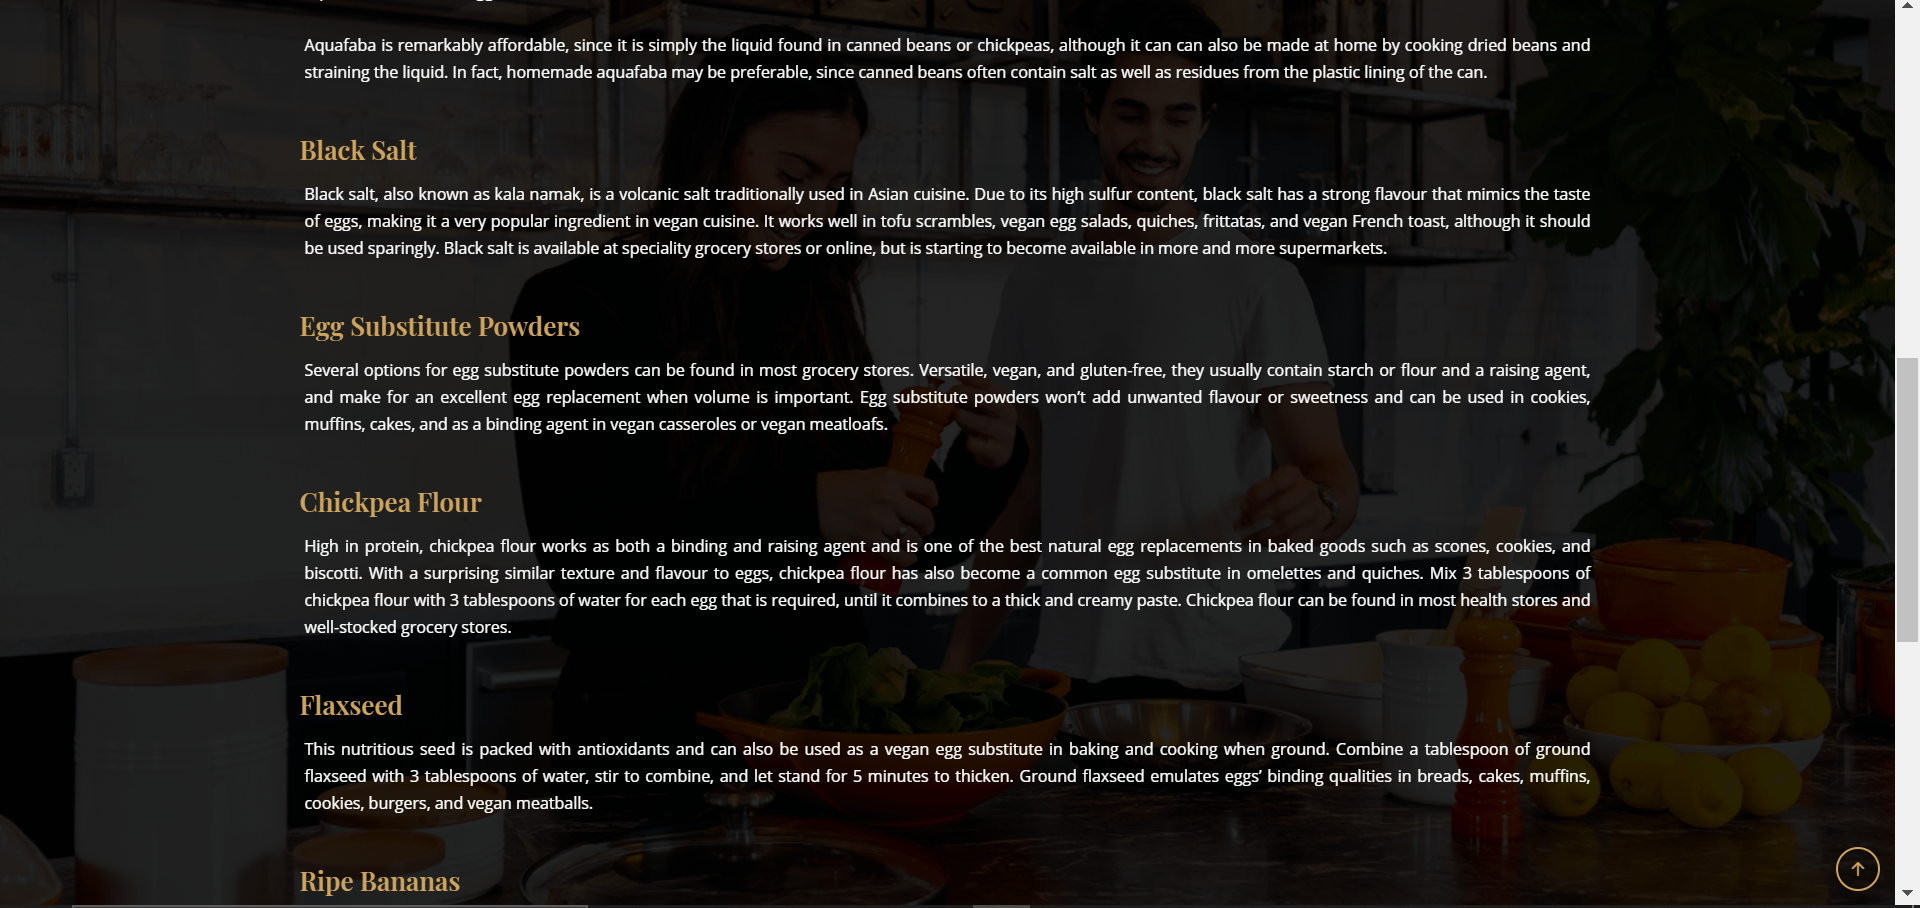 Aquafaba is remarkably affordable, since it is simply the liquid found in canned beans or chickpeas, although it can can also be made at home by cooking dried beans and
straining the liquid. In fact, homemade aquafaba may be preferable, since canned beans often contain salt as well as residues from the plastic lining of the can.
Black Salt
Black salt, also known as kala namak, is a volcanic salt traditionally used in Asian cuisine. Due to its high sulfur content, black salt has a strong flavour that mimics the taste
of eggs, making it a very popular ingredient in vegan cuisine. It works well in tofu scrambles, vegan egg salads, quiches, frittatas, and vegan French toast, although it should
be used sparingly. Black salt is available at speciality grocery stores or online, but is starting to become available in more and more supermarkets.
Egg Substitute Powders
Several options for egg substitute powders can be found in most grocery stores. Versatile, vegan, and gluten-free, they usually contain starch or flour and a raising agent,
and make for an excellent egg replacement when volume is important. Egg substitute powders won’t add unwanted flavour or sweetness and can be used in cookies,
muffins, cakes, and as a binding agent in vegan casseroles or vegan meatloafs.
Chickpea Flour
High in protein, chickpea flour works as both a binding and raising agent and is one of the best natural egg replacements in baked goods such as scones, cookies, and
biscotti. With a surprising similar texture and flavour to eggs, chickpea flour has also become a common egg substitute in omelettes and quiches. Mix 3 tablespoons of
chickpea flour with 3 tablespoons of water for each egg that is required, until it combines to a thick and creamy paste. Chickpea flour can be found in most health stores and
well-stocked grocery stores.
Flaxseed
This nutritious seed is packed with antioxidants and can also be used as a vegan egg substitute in baking and cooking when ground. Combine a tablespoon of ground
flaxseed with 3 tablespoons of water, stir to combine, and let stand for 5 minutes to thicken. Ground flaxseed emulates eggs’ binding qualities in breads, cakes, muffins,
cookies, burgers, and vegan meatballs.
Ripe Bananas